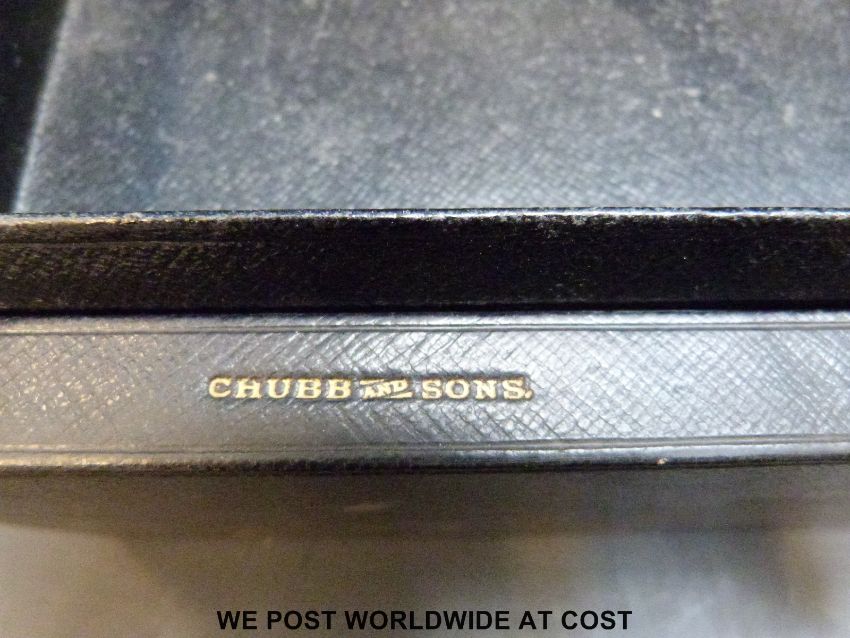 CHUBB AND SONS.
WE POST WORLDWIDE AT COST